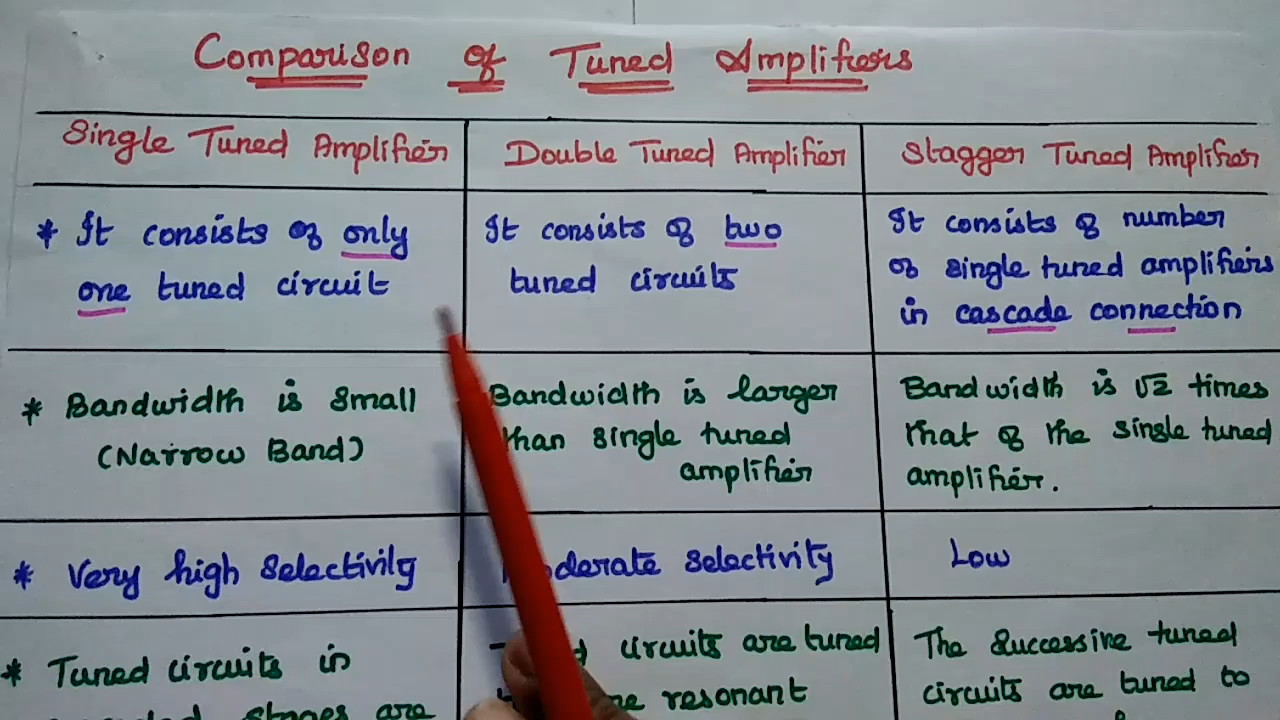 Comparison of Tuned Amplifiers
Single Tuned Amplifier
Double Tuned Amplifier
Stagger Tuned Amplifier
* It consists of only
one tuned circuit
It consists of two
tuned circuits
It consists of number
of single tuned amplifiers
in cascade connection
* Bandwidth is small
(Narrow Band)
Bandwidth is larger
than single tuned
amplifier
Bandwidth is √2 times
that of the single tuned
amplifier.
* Very high selectivity
Moderate selectivity
Low
* Tuned circuits in
stages are
circuits are tuned
resonant
The successive tuned
circuits are tuned to